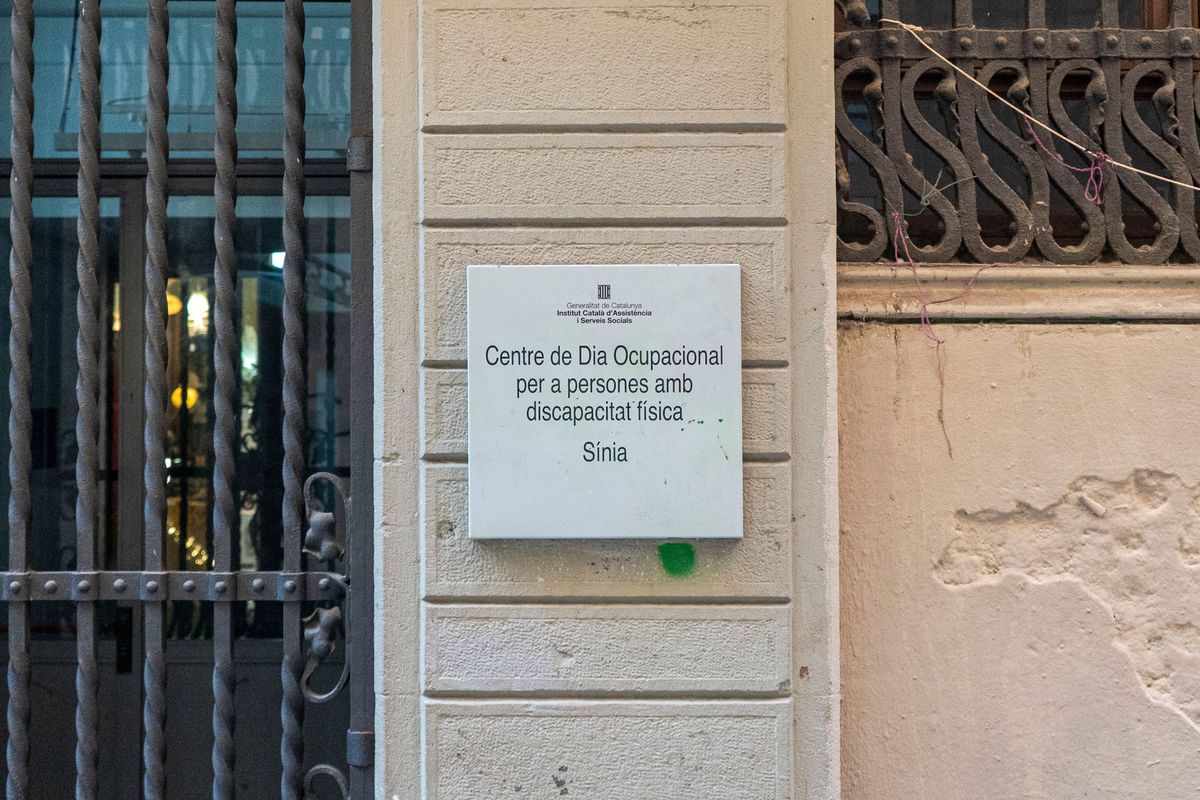 Generalitat de Catalunya
Institut Català d'Assistència
i Serveis Socials
Centre de Dia Ocupacional
per a persones amb
discapacitat física
Sínia